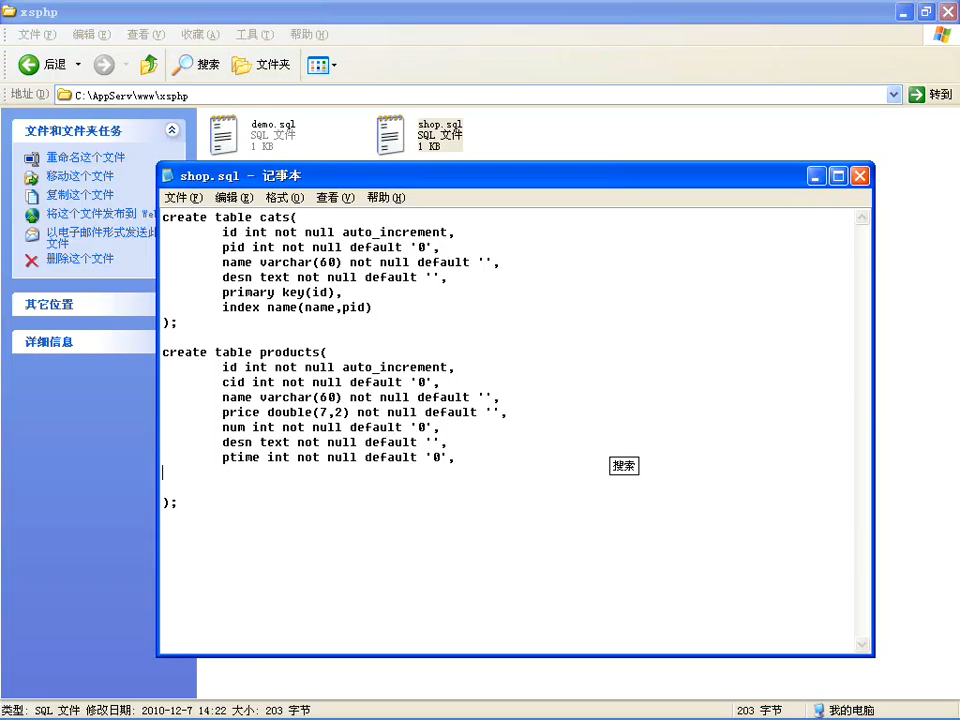 xsphp
文件(F) 编辑(E) 查看(V) 收藏(A) 工具(T) 帮助(H)
后退 搜索 文件夹
地址(D) C:\AppServ\www\xsphp 转到
文件和文件夹任务
重命名这个文件
移动这个文件
复制这个文件
将这个文件发布到 We
以电子邮件形式发送此
文件
删除这个文件
其它位置
详细信息
demo.sql
SQL 文件
1 KB
shop.sql
SQL 文件
1 KB
shop.sql - 记事本
文件(F) 编辑(E) 格式(O) 查看(V) 帮助(H)
create table cats(
id int not null auto_increment,
pid int not null default '0',
name varchar(60) not null default '',
desn text not null default '',
primary key(id),
index name(name,pid)
);
create table products(
id int not null auto_increment,
cid int not null default '0',
name varchar(60) not null default '',
price double(7,2) not null default '',
num int not null default '0',
desn text not null default '',
ptime int not null default '0',
);
搜索
类型: SQL 文件 修改日期: 2010-12-7 14:22 大小: 203 字节 203 字节 我的电脑